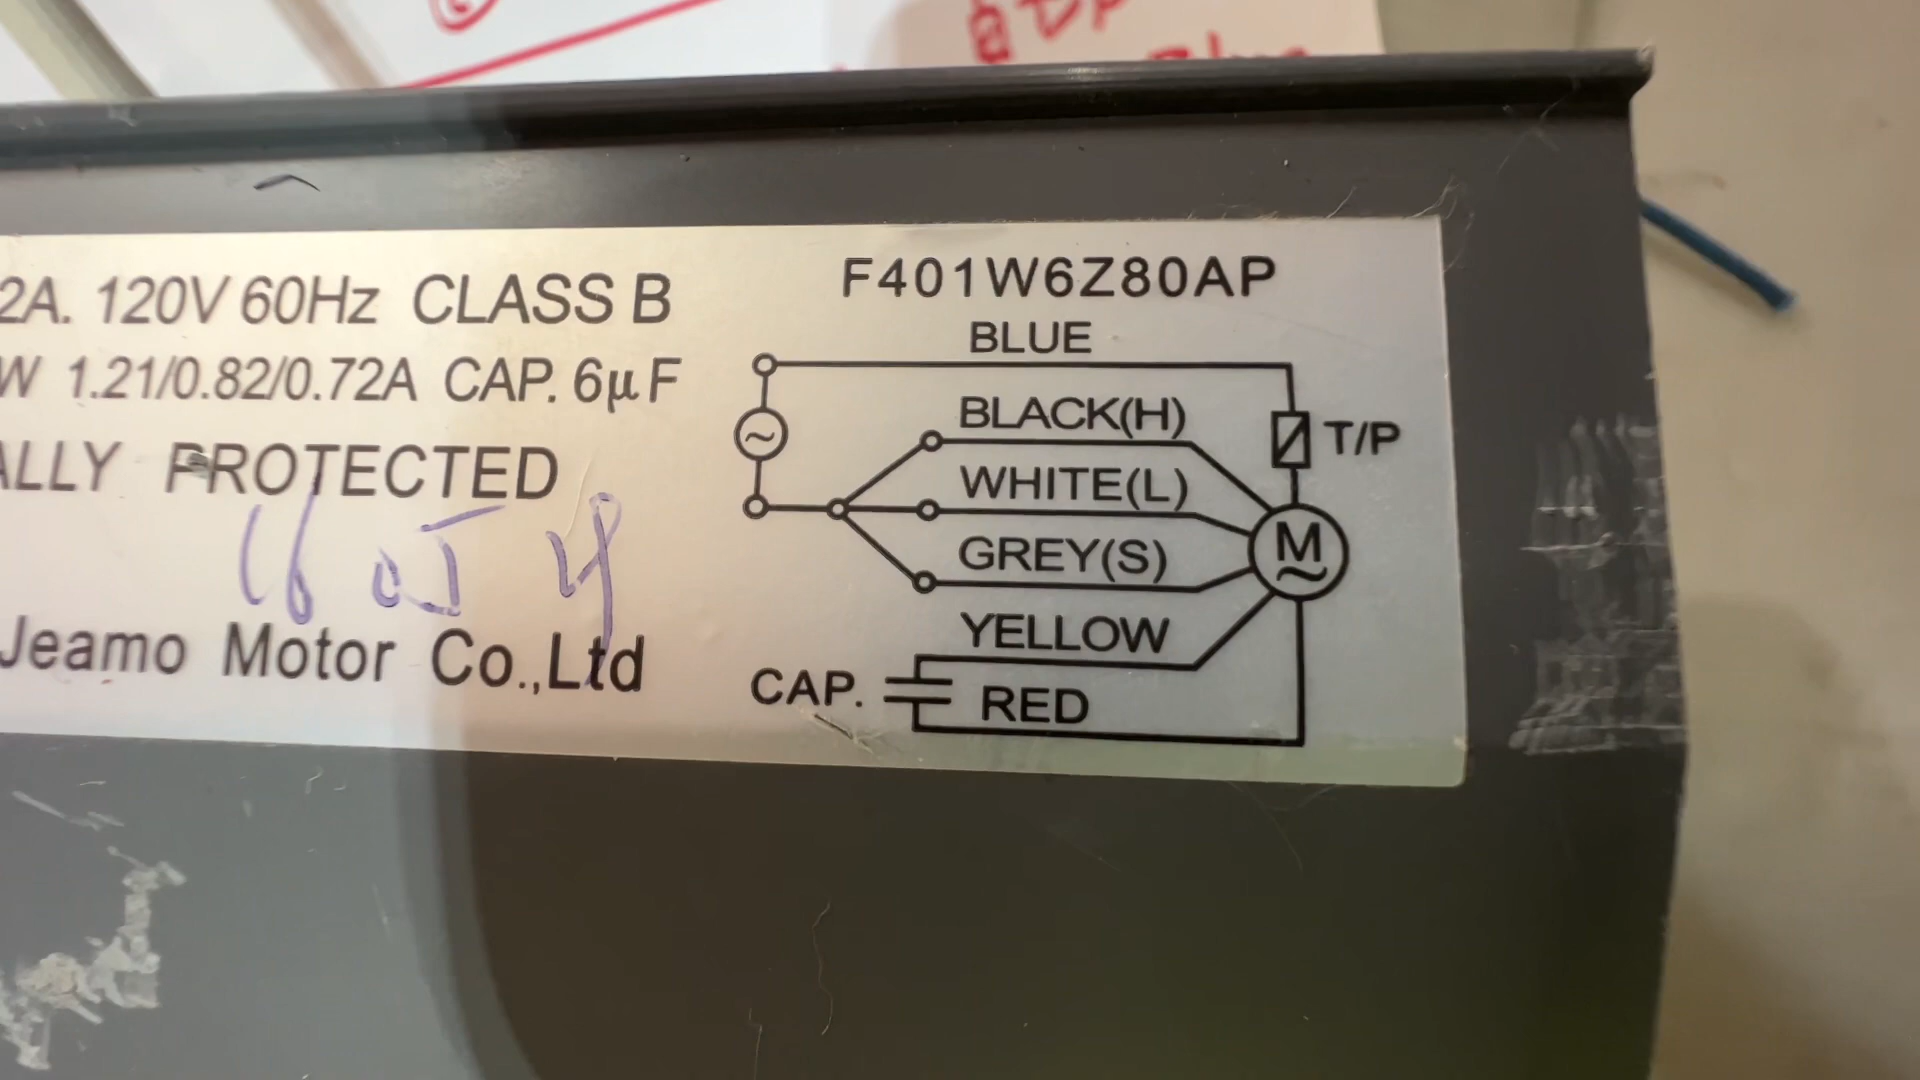 2A. 120V 60Hz CLASS B
W 1.21/0.82/0.72A CAP. 6μF
ALLY PROTECTED
Jeamo Motor Co.,Ltd
F401W6Z80AP
BLUE
BLACK(H)
T/P
WHITE(L)
M
GREY(S)
YELLOW
CAP.
RED